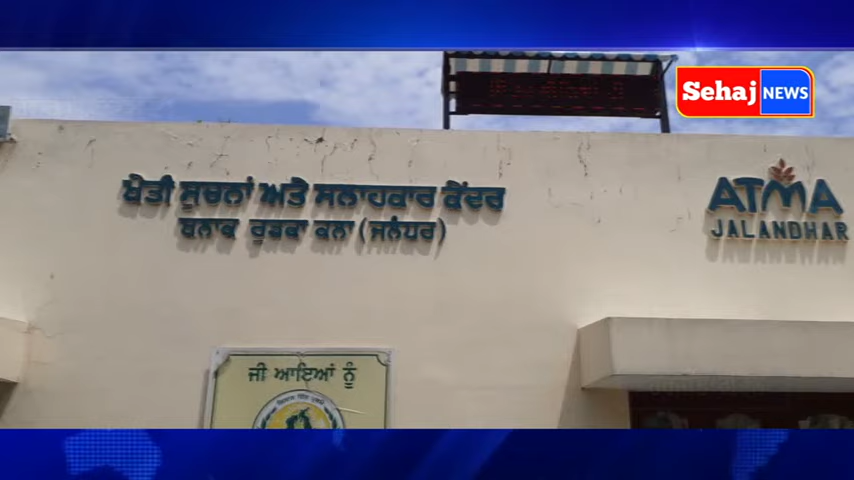 Sehaj NEWS
ਖੇਤੀ ਸੂਚਨਾਂ ਅਤੇ ਸਲਾਹਕਾਰ ਕੇਂਦਰ
ਬਲਾਕ ਰੁੜਕਾ ਕਲਾਂ (ਜਲੰਧਰ)
ATMA
JALANDHAR
ਜੀ ਆਇਆਂ ਨੂੰ